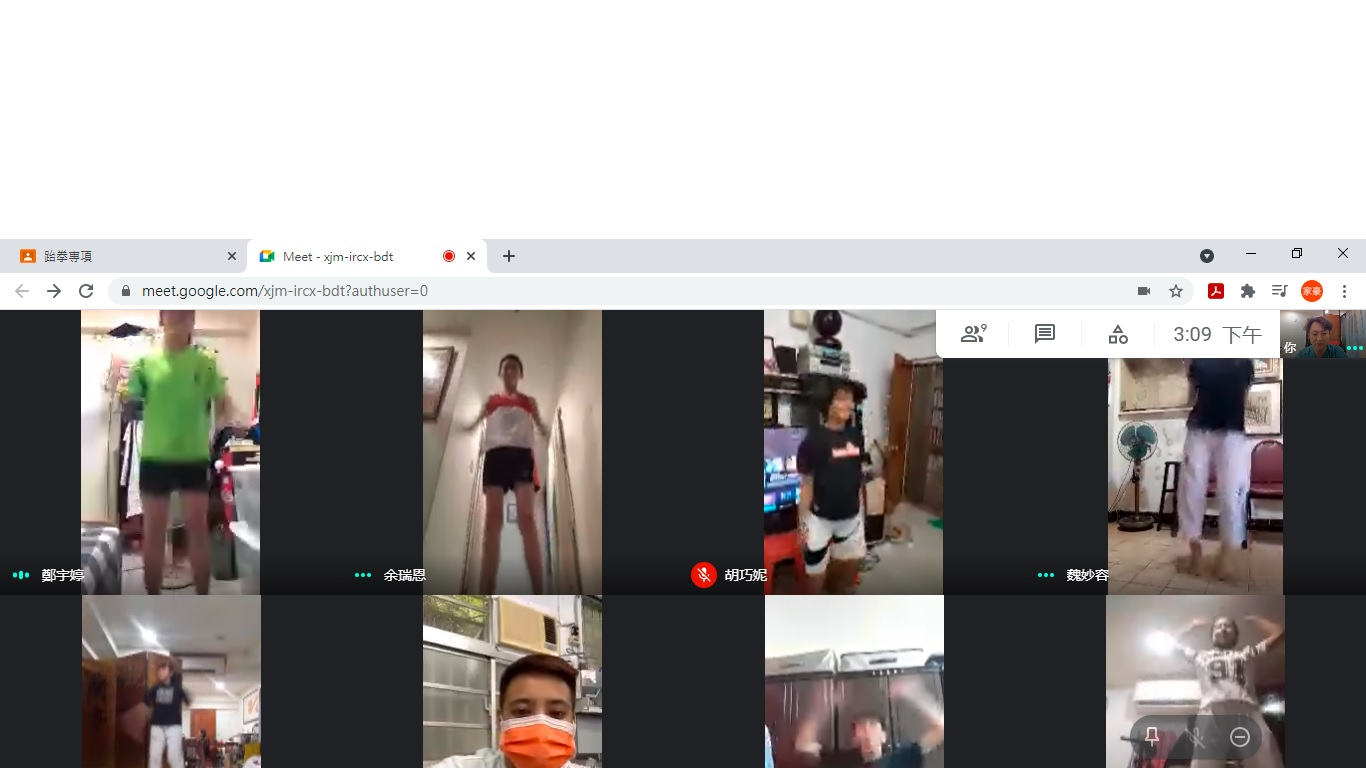 跆拳專項
Meet - xjm-ircx-bdt
meet.google.com/xjm-ircx-bdt?authuser=0
家豪
9
3:09 下午
你
鄭宇婷
余瑞恩
胡巧妮
魏妙容